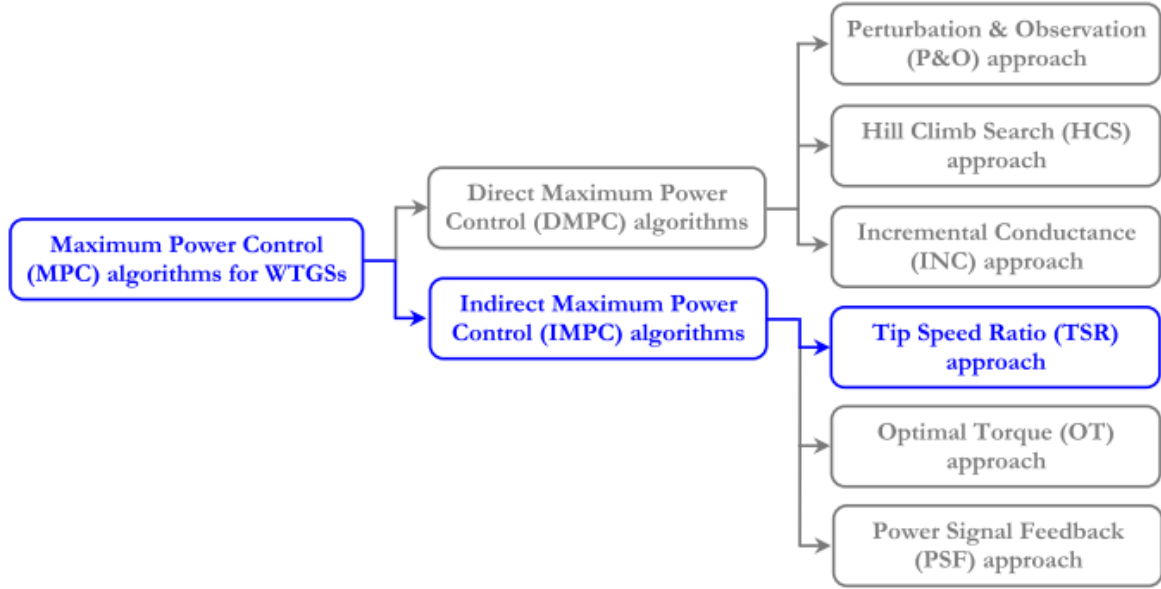 Perturbation & Observation
(P&O) approach
Hill Climb Search (HCS)
approach
Direct Maximum Power
Control (DMPC) algorithms
Incremental Conductance
(INC) approach
Maximum Power Control
(MPC) algorithms for WTGSs
Indirect Maximum Power
Control (IMPC) algorithms
Tip Speed Ratio (TSR)
approach
Optimal Torque (OT)
approach
Power Signal Feedback
(PSF) approach